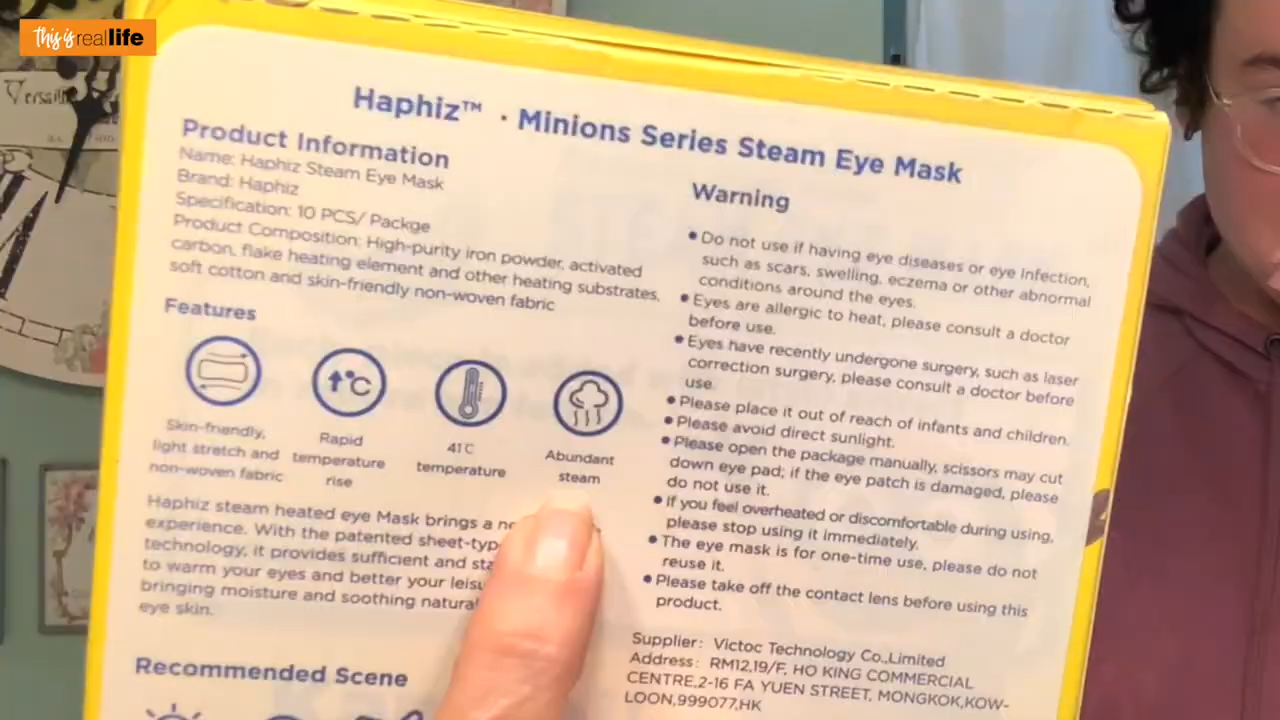 this is real life
Versaill
Haphiz™ · Minions Series Steam Eye Mask
Product Information
Name: Haphiz Steam Eye Mask
Brand: Haphiz
Specification: 10 PCS/ Packge
Product Composition: High-purity iron powder, activated
carbon, flake heating element and other heating substrates,
soft cotton and skin-friendly non-woven fabric
Features
Skin-friendly,
light stretch and
non-woven fabric
°C
Rapid
temperature
rise
41°C
temperature
Abundant
steam
Haphiz steam heated eye Mask brings a
experience. With the patented sheet-typ
technology, it provides sufficient and
to warm your eyes and better your
bringing moisture and soothing natural
eye skin.
Recommended Scene
Warning
• Do not use if having eye diseases or eye infection,
such as scars, swelling, eczema or other abnormal
conditions around the eyes.
• Eyes are allergic to heat, please consult a doctor
before use.
• Eyes have recently undergone surgery, such as laser
correction surgery, please consult a doctor before
use.
• Please place it out of reach of infants and children.
• Please avoid direct sunlight.
• Please open the package manually, scissors may cut
down eye pad; if the eye patch is damaged, please
do not use it.
• If you feel overheated or discomfortable during using,
please stop using it immediately.
• The eye mask is for one-time use, please do not
reuse it.
• Please take off the contact lens before using this
product.
Supplier: Victoc Technology Co.,Limited
Address: RM12,19/F, HO KING COMMERCIAL
CENTRE,2-16 FA YUEN STREET, MONGKOK,KOW-
LOON,999077,HK